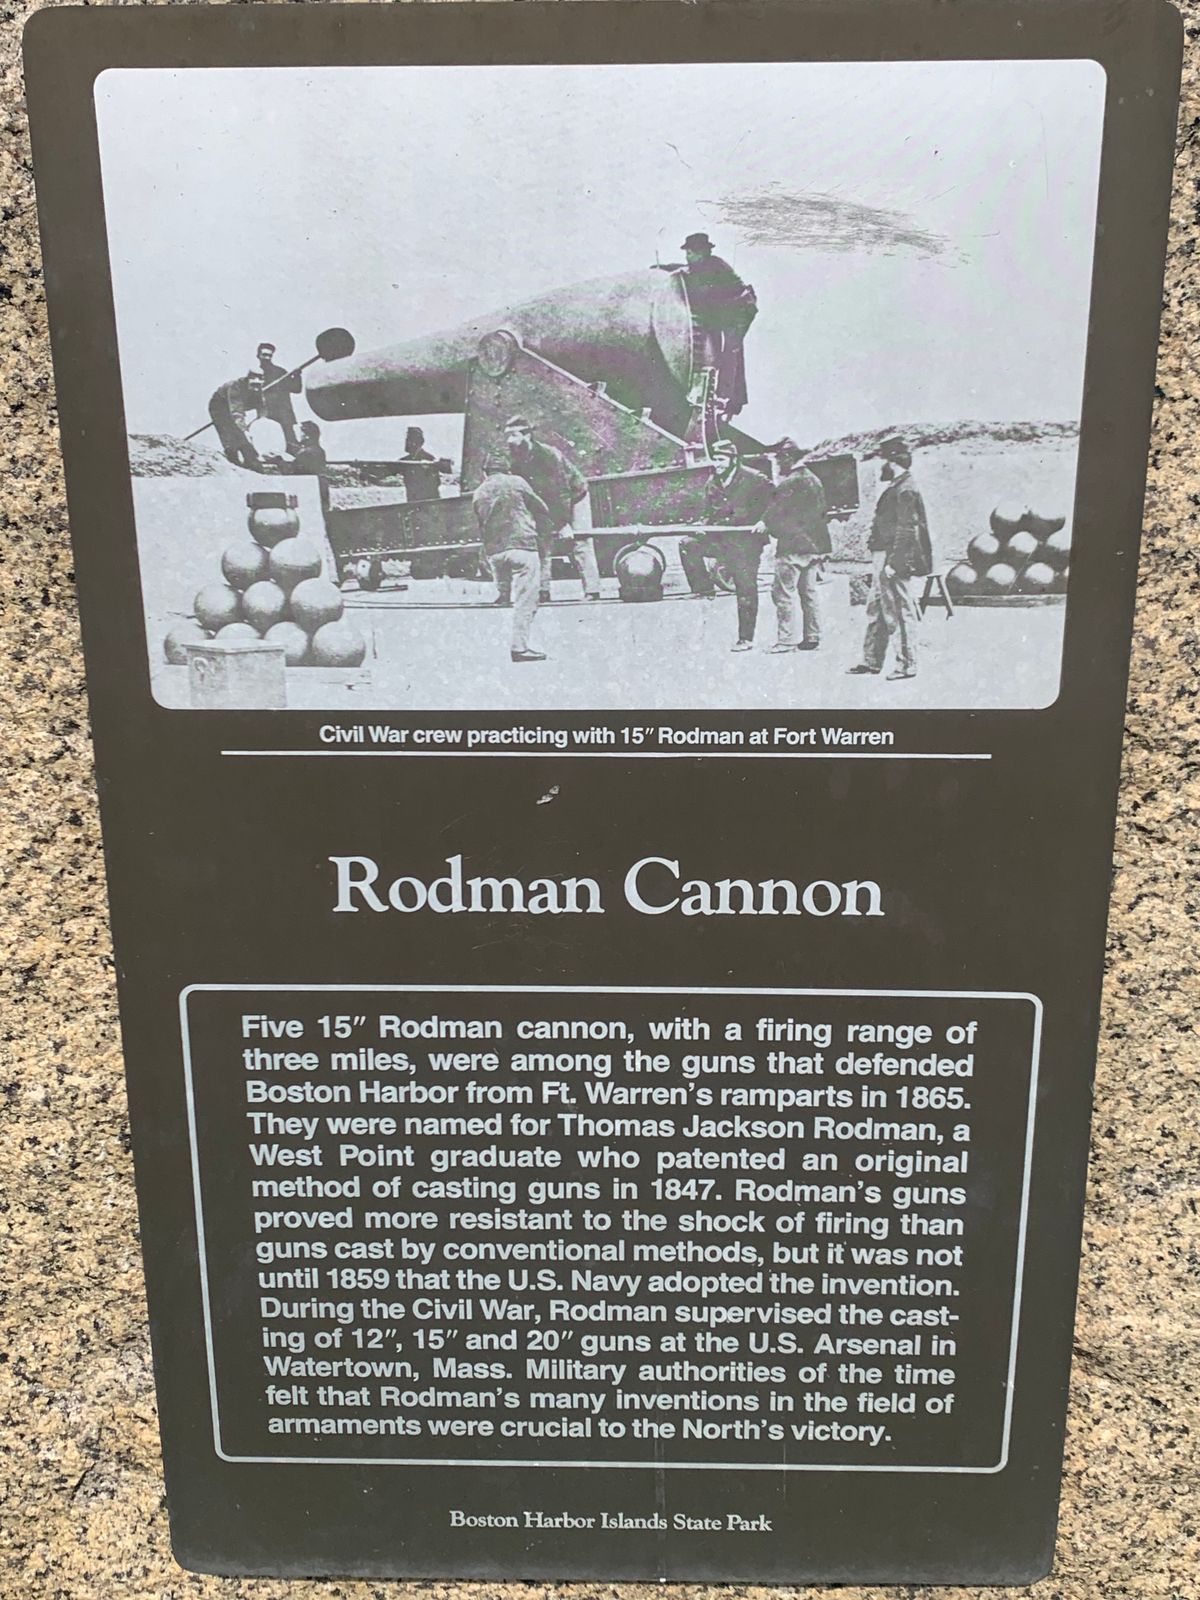 Civil War crew practicing with 15″ Rodman at Fort Warren
Rodman Cannon
Five 15″ Rodman cannon, with a firing range of
three miles, were among the guns that defended
Boston Harbor from Ft. Warren's ramparts in 1865.
They were named for Thomas Jackson Rodman, a
West Point graduate who patented an original
method of casting guns in 1847. Rodman's guns
proved more resistant to the shock of firing than
guns cast by conventional methods, but it was not
until 1859 that the U.S. Navy adopted the invention.
During the Civil War, Rodman supervised the cast-
ing of 12″, 15″ and 20″ guns at the U.S. Arsenal in
Watertown, Mass. Military authorities of the time
felt that Rodman's many inventions in the field of
armaments were crucial to the North's victory.
Boston Harbor Islands State Park